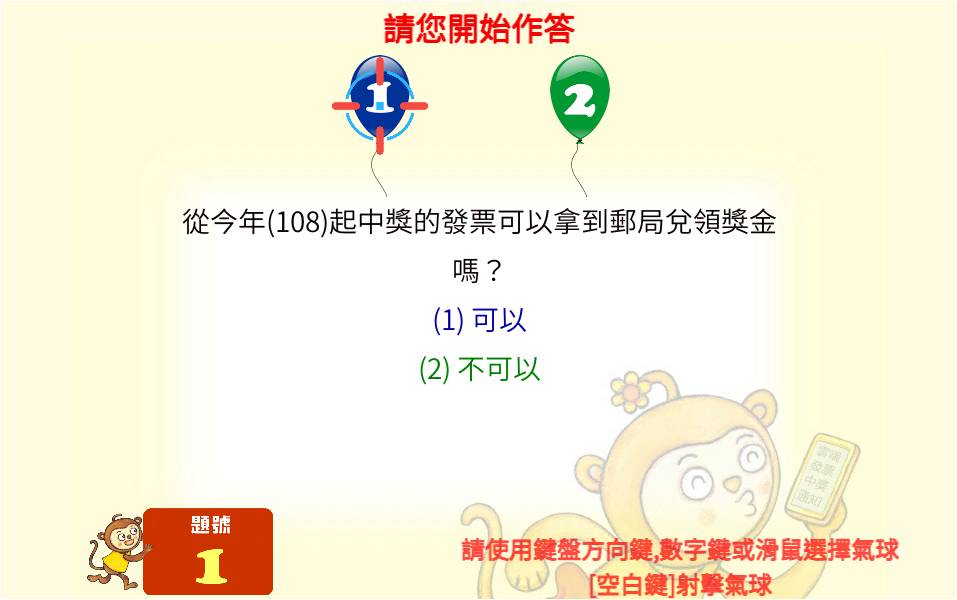 請您開始作答
1
2
從今年(108)起中獎的發票可以拿到郵局兌領獎金
嗎？
(1) 可以
(2) 不可以
雲端
發票
中獎
通知
題號
1
請使用鍵盤方向鍵,數字鍵或滑鼠選擇氣球
[空白鍵]射擊氣球